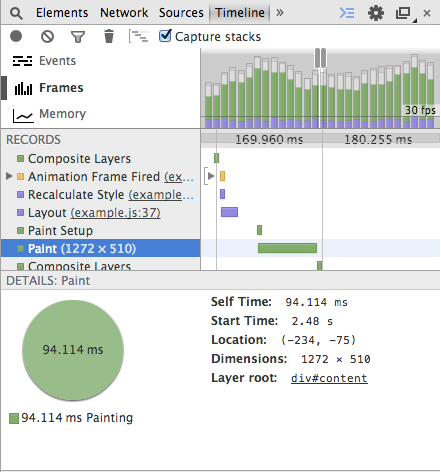 Elements Network Sources Timeline »
Capture stacks
Events
Frames
Memory
30 fps
RECORDS 169.960 ms 180.255 ms
Composite Layers
Animation Frame Fired (ex…
Recalculate Style (example…
Layout (example.js:37)
Paint Setup
Paint (1272 × 510)
Composite Layers
DETAILS: Paint
94.114 ms
94.114 ms Painting
Self Time: 94.114 ms
Start Time: 2.48 s
Location: (-234, -75)
Dimensions: 1272 × 510
Layer root: div#content